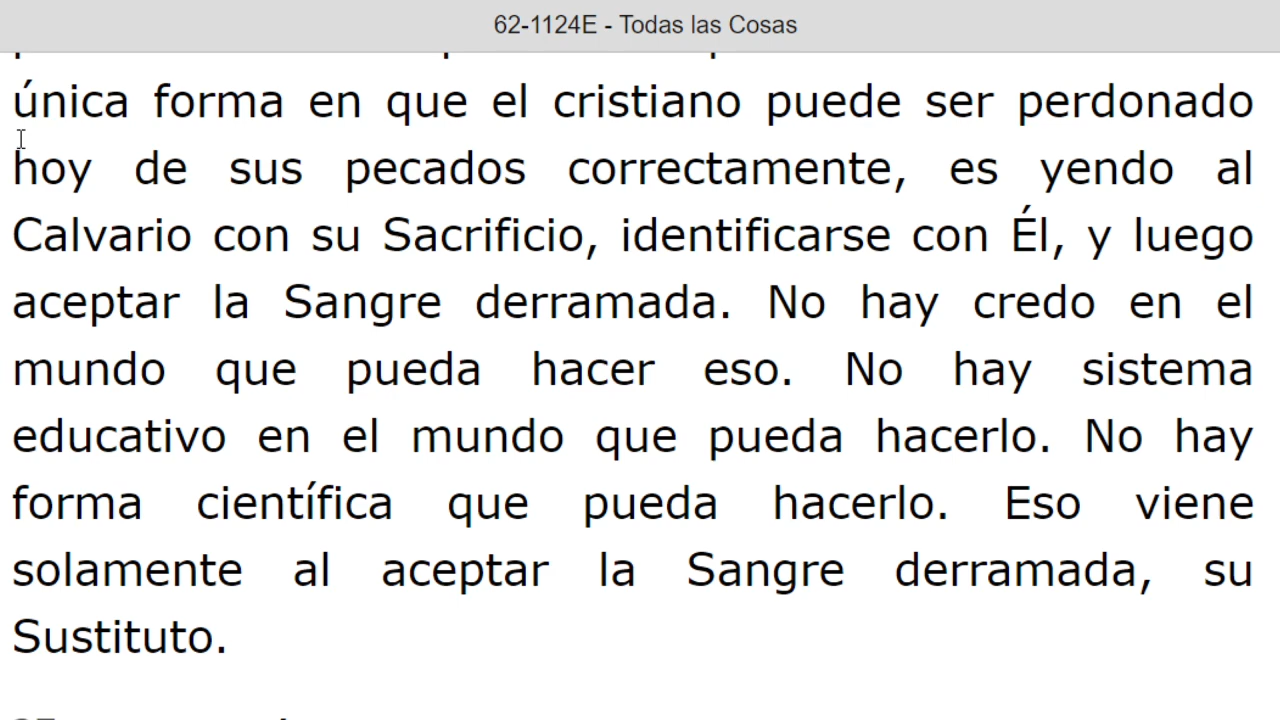 62-1124E - Todas las Cosas
única forma en que el cristiano puede ser perdonado
hoy de sus pecados correctamente, es yendo al
Calvario con su Sacrificio, identificarse con Él, y luego
aceptar la Sangre derramada. No hay credo en el
mundo que pueda hacer eso. No hay sistema
educativo en el mundo que pueda hacerlo. No hay
forma científica que pueda hacerlo. Eso viene
solamente al aceptar la Sangre derramada, su
Sustituto.